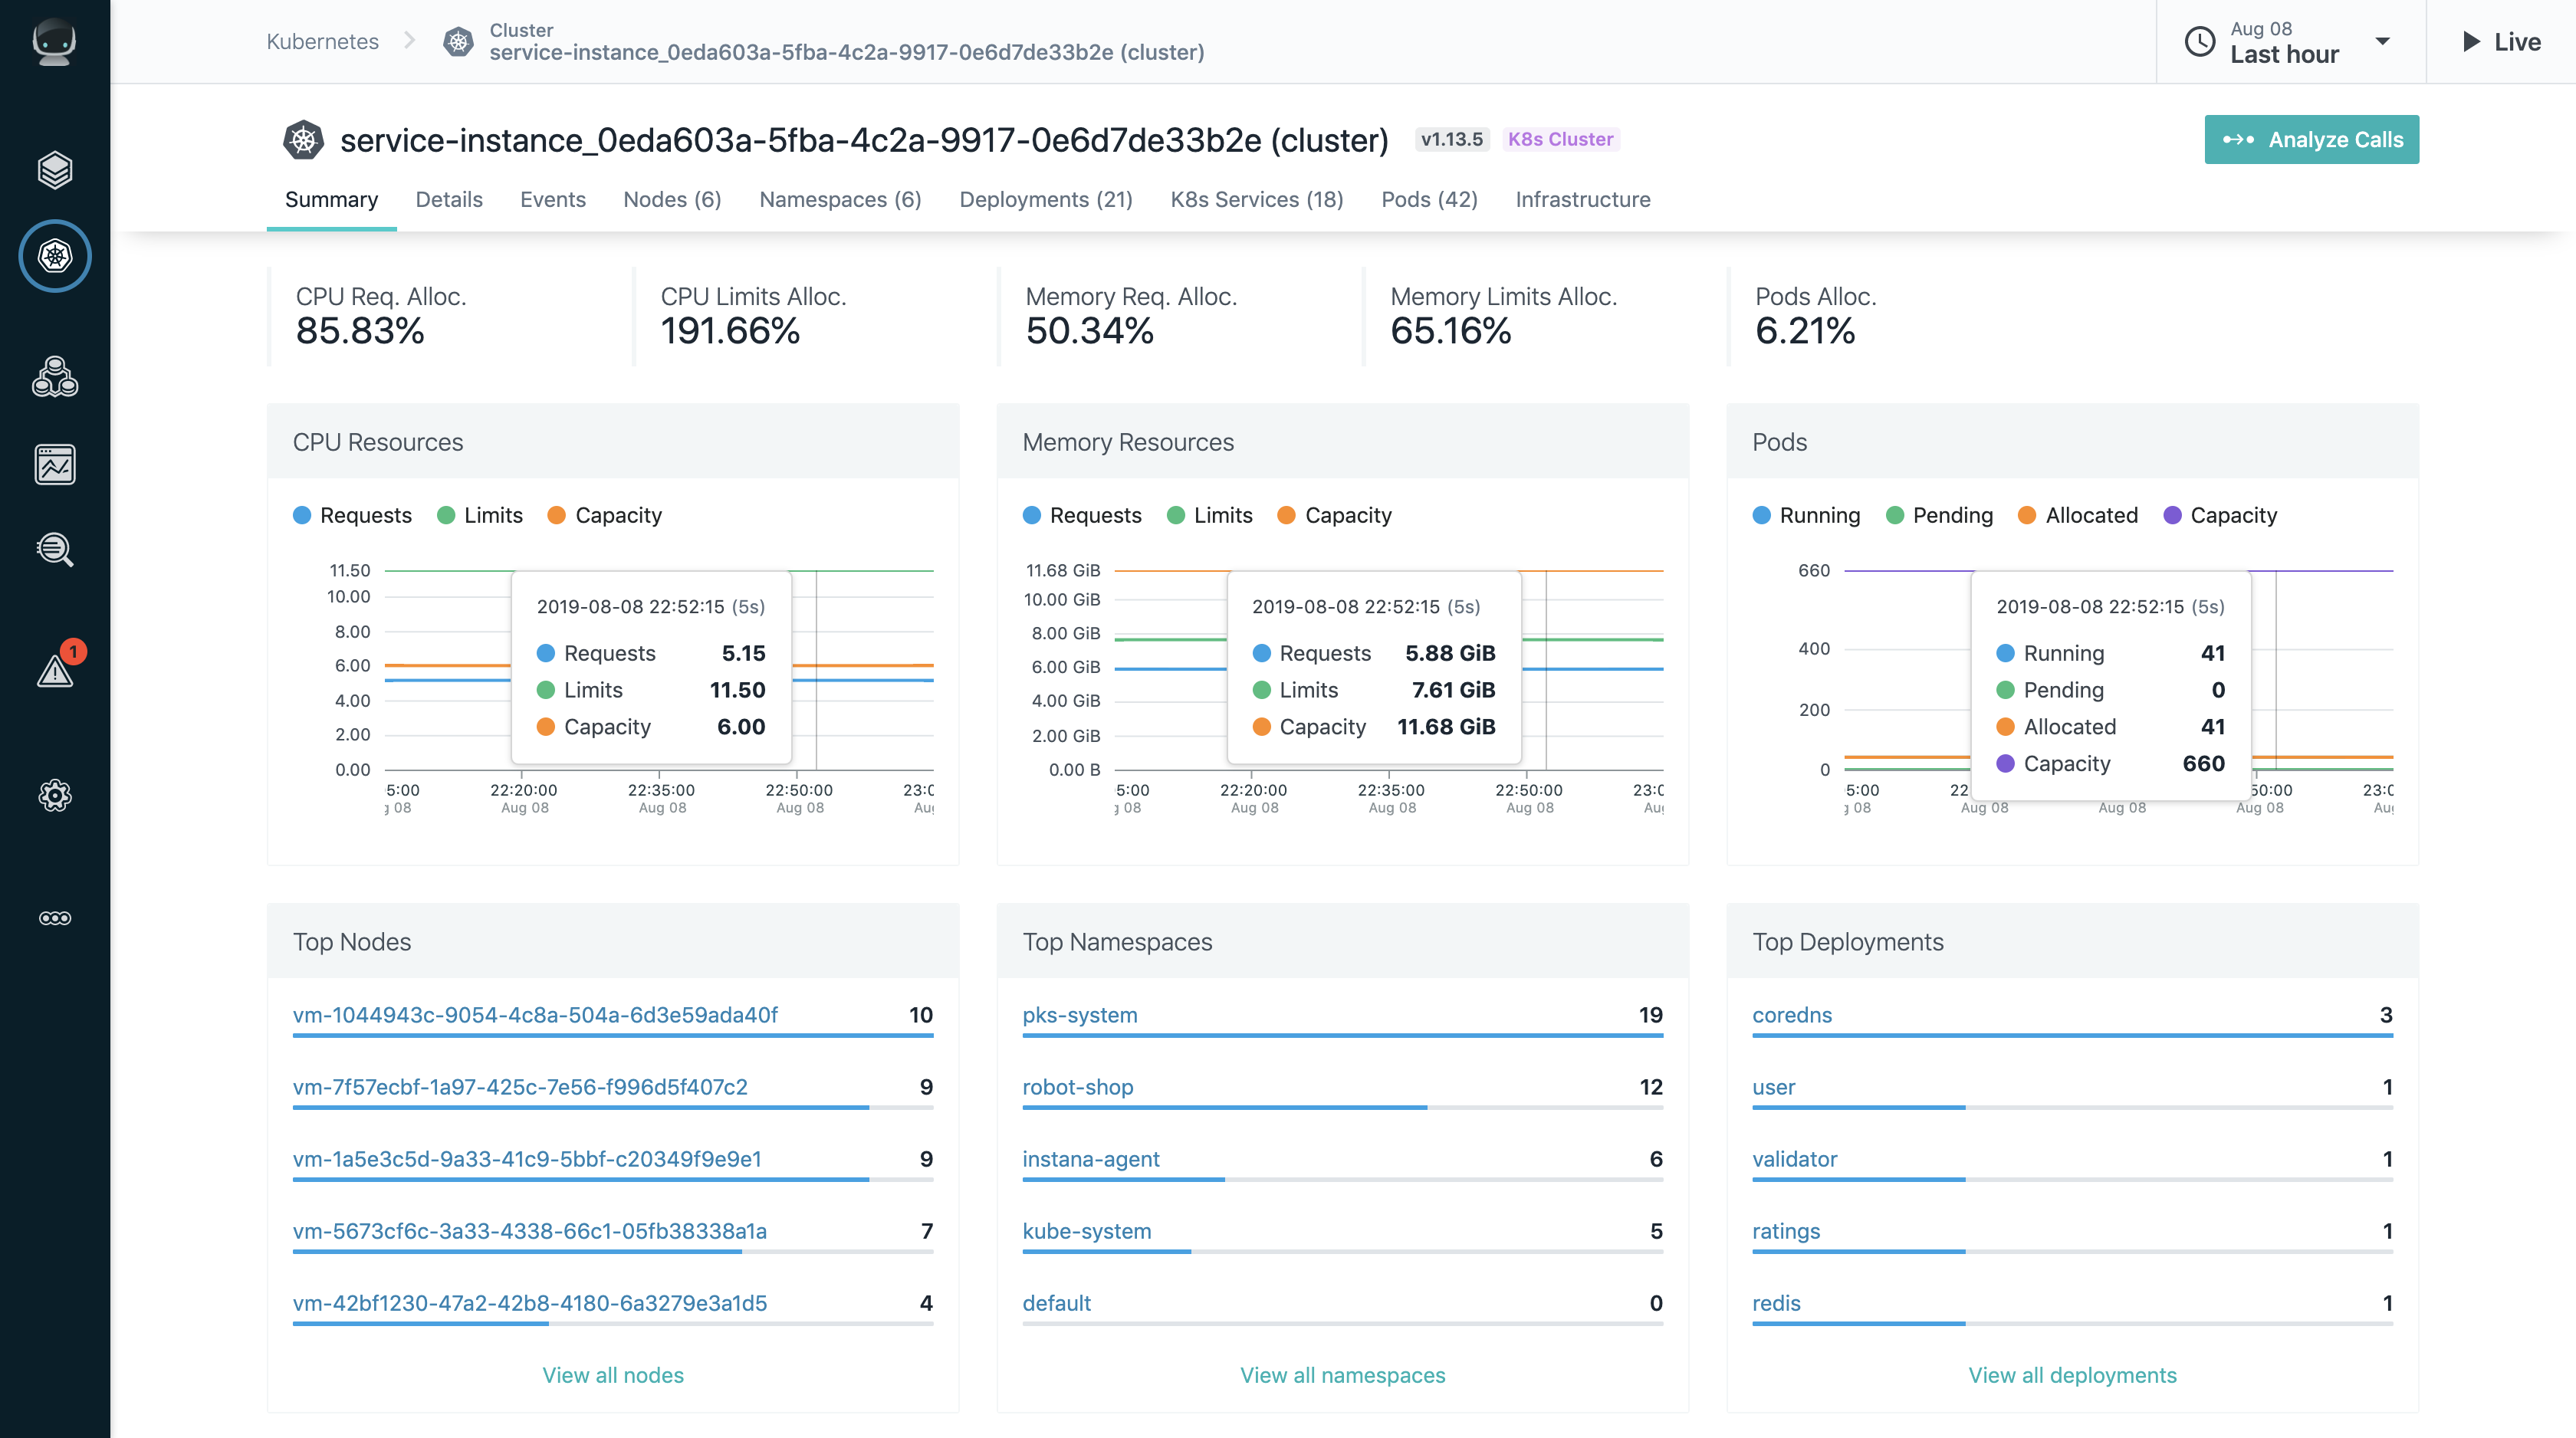 Kubernetes
Cluster
service-instance_0eda603a-5fba-4c2a-9917-0e6d7de33b2e (cluster)
Aug 08
Last hour
Live
service-instance_0eda603a-5fba-4c2a-9917-0e6d7de33b2e (cluster)
v1.13.5
K8s Cluster
Analyze Calls
Summary
Details
Events
Nodes (6)
Namespaces (6)
Deployments (21)
K8s Services (18)
Pods (42)
Infrastructure
1
CPU Req. Alloc.
85.83%
CPU Limits Alloc.
191.66%
Memory Req. Alloc.
50.34%
Memory Limits Alloc.
65.16%
Pods Alloc.
6.21%
CPU Resources
Requests Limits Capacity
11.50
10.00
8.00
6.00
4.00
2.00
0.00
2019-08-08 22:52:15 (5s)
Requests 5.15
Limits 11.50
Capacity 6.00
5:00 22:20:00 22:35:00 22:50:00 23:0
08 Aug 08 Aug 08 Aug 08
Memory Resources
Requests Limits Capacity
11.68 GiB
10.00 GiB
8.00 GiB
6.00 GiB
4.00 GiB
2.00 GiB
0.00 B
2019-08-08 22:52:15 (5s)
Requests 5.88 GiB
Limits 7.61 GiB
Capacity 11.68 GiB
5:00 22:20:00 22:35:00 22:50:00 23:0
08 Aug 08 Aug 08 Aug 08
Pods
Running Pending Allocated Capacity
660
400
200
0
2019-08-08 22:52:15 (5s)
Running 41
Pending 0
Allocated 41
Capacity 660
5:00 22 50:00 23:0
08 Aug 08 Aug 08 Aug 08
Top Nodes
vm-1044943c-9054-4c8a-504a-6d3e59ada40f 10
vm-7f57ecbf-1a97-425c-7e56-f996d5f407c2 9
vm-1a5e3c5d-9a33-41c9-5bbf-c20349f9e9e1 9
vm-5673cf6c-3a33-4338-66c1-05fb38338a1a 7
vm-42bf1230-47a2-42b8-4180-6a3279e3a1d5 4
View all nodes
Top Namespaces
pks-system 19
robot-shop 12
instana-agent 6
kube-system 5
default 0
View all namespaces
Top Deployments
coredns 3
user 1
validator 1
ratings 1
redis 1
View all deployments